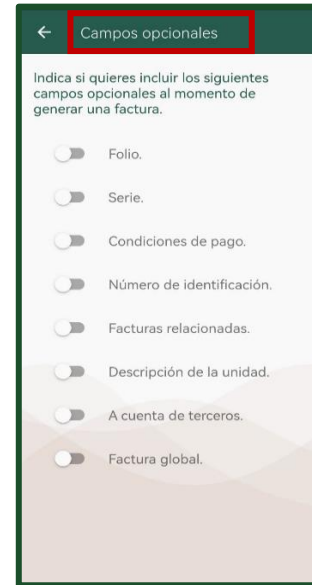 Campos opcionales
Indica si quieres incluir los siguientes
campos opcionales al momento de
generar una factura.
Folio.
Serie.
Condiciones de pago.
Número de identificación.
Facturas relacionadas.
Descripción de la unidad.
A cuenta de terceros.
Factura global.